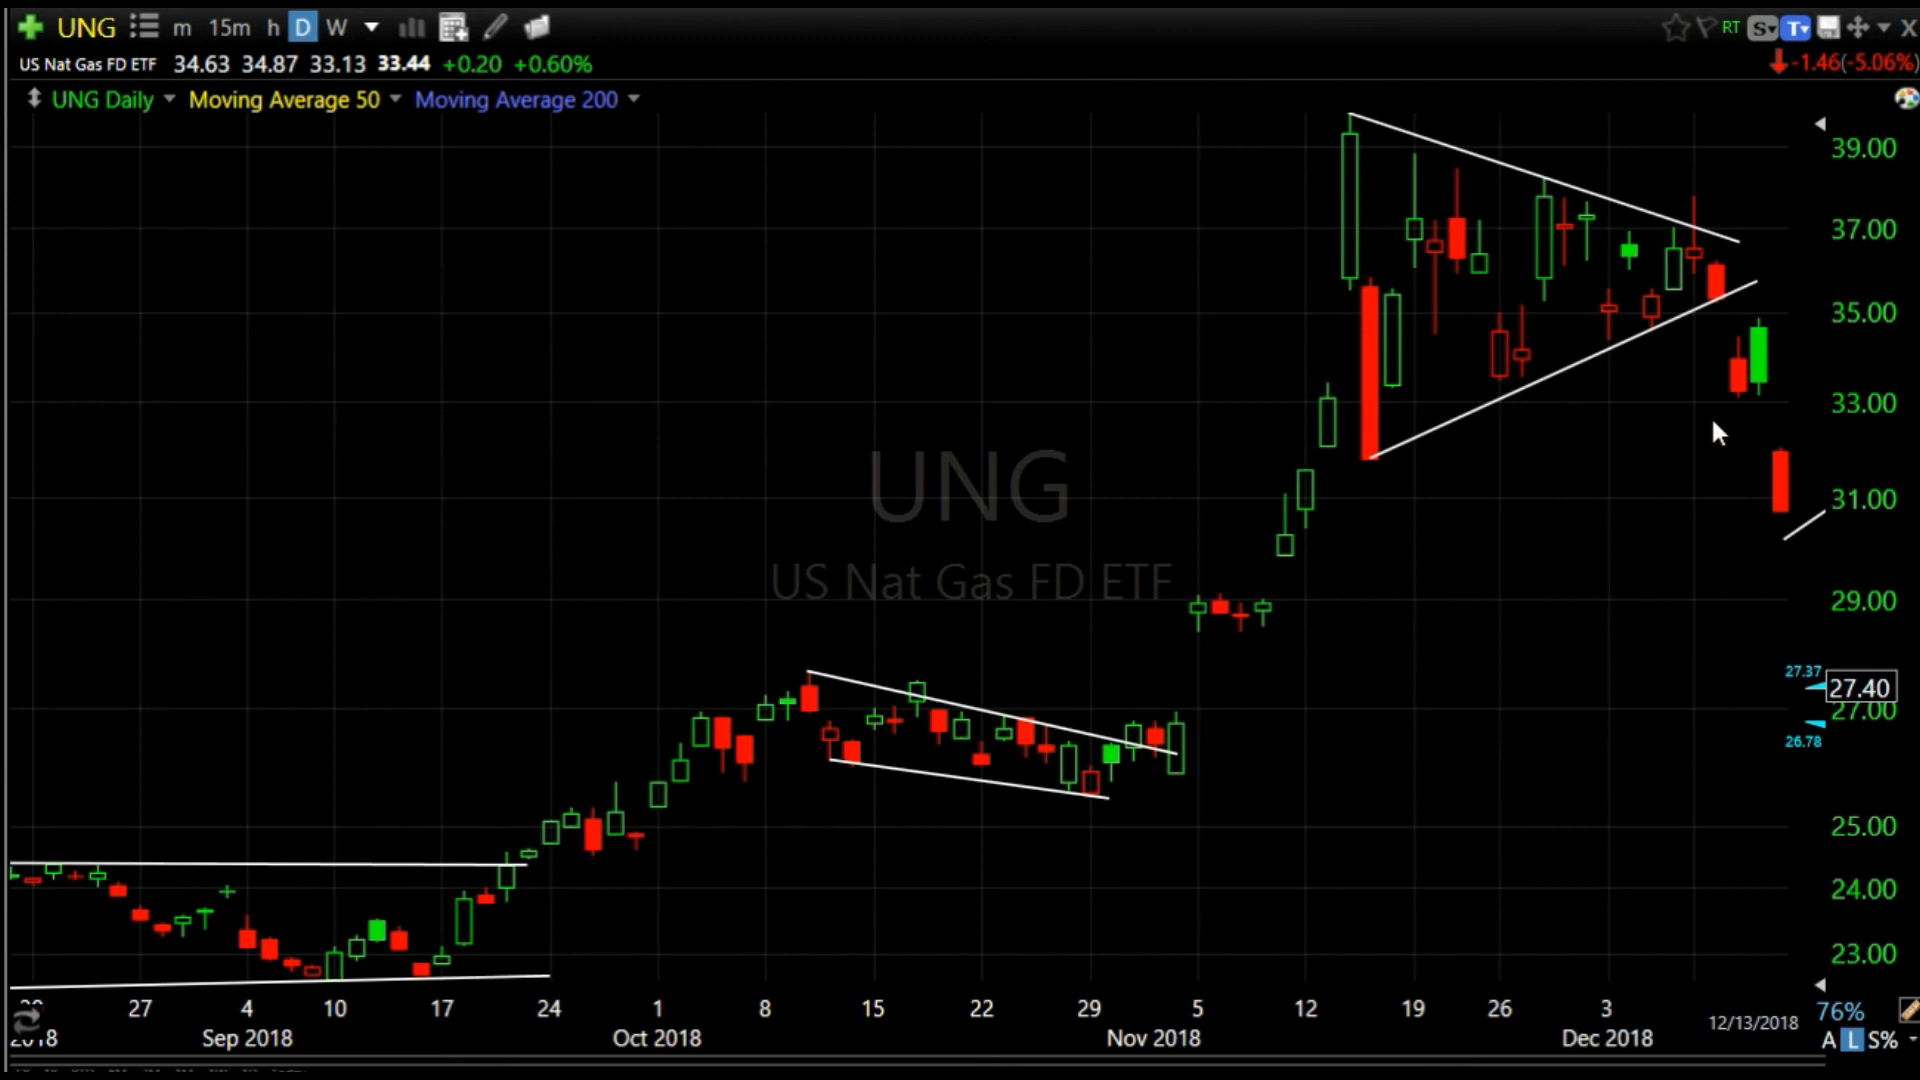 UNG m 15m h D W RT S T X
US Nat Gas FD ETF 34.63 34.87 33.13 33.44 +0.20 +0.60% -1.46(-5.06%)
UNG Daily Moving Average 50 Moving Average 200
39.00
37.00
35.00
33.00
31.00
29.00
27.37
27.40
27.00
26.78
25.00
24.00
23.00
UNG
US Nat Gas FD ETF
27 4 10 17 24 1 8 15 22 29 5 12 19 26 3 76%
Sep 2018 Oct 2018 Nov 2018 Dec 2018 12/13/2018
A L S%